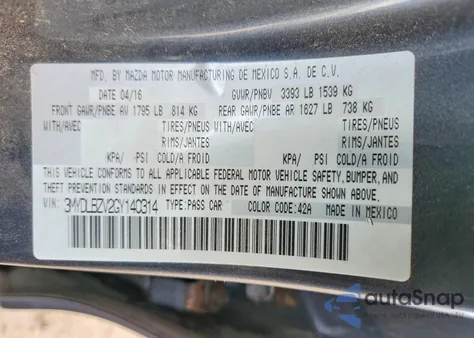 MFD. BY MAZDA MOTOR MANUFACTURING DE MEXICO S.A. DE C.V.
DATE 04/16 GVWR/PNBV 3393 LB 1539 KG
FRONT GAWR/PNBE AV 1795 LB 814 KG REAR GAWR/PNBE AR 1627 LB 738 KG
WITH/AVEC TIRES/PNEUS WITH/AVEC TIRES/PNEUS
RIMS/JANTES RIMS/JANTES
KPA/ PSI COLD/A FROID KPA/ PSI COLD/A FROID
THIS VEHICLE CONFORMS TO ALL APPLICABLE FEDERAL MOTOR VEHICLE SAFETY, BUMPER, AND
THEFT PREVENTION STANDARDS IN EFFECT ON THE DATE OF MANUFACTURE SHOWN ABOVE.
VIN: 3MYDLBZV2GY140314 TYPE:PASS CAR COLOR CODE:42A MADE IN MEXICO
autoSnap